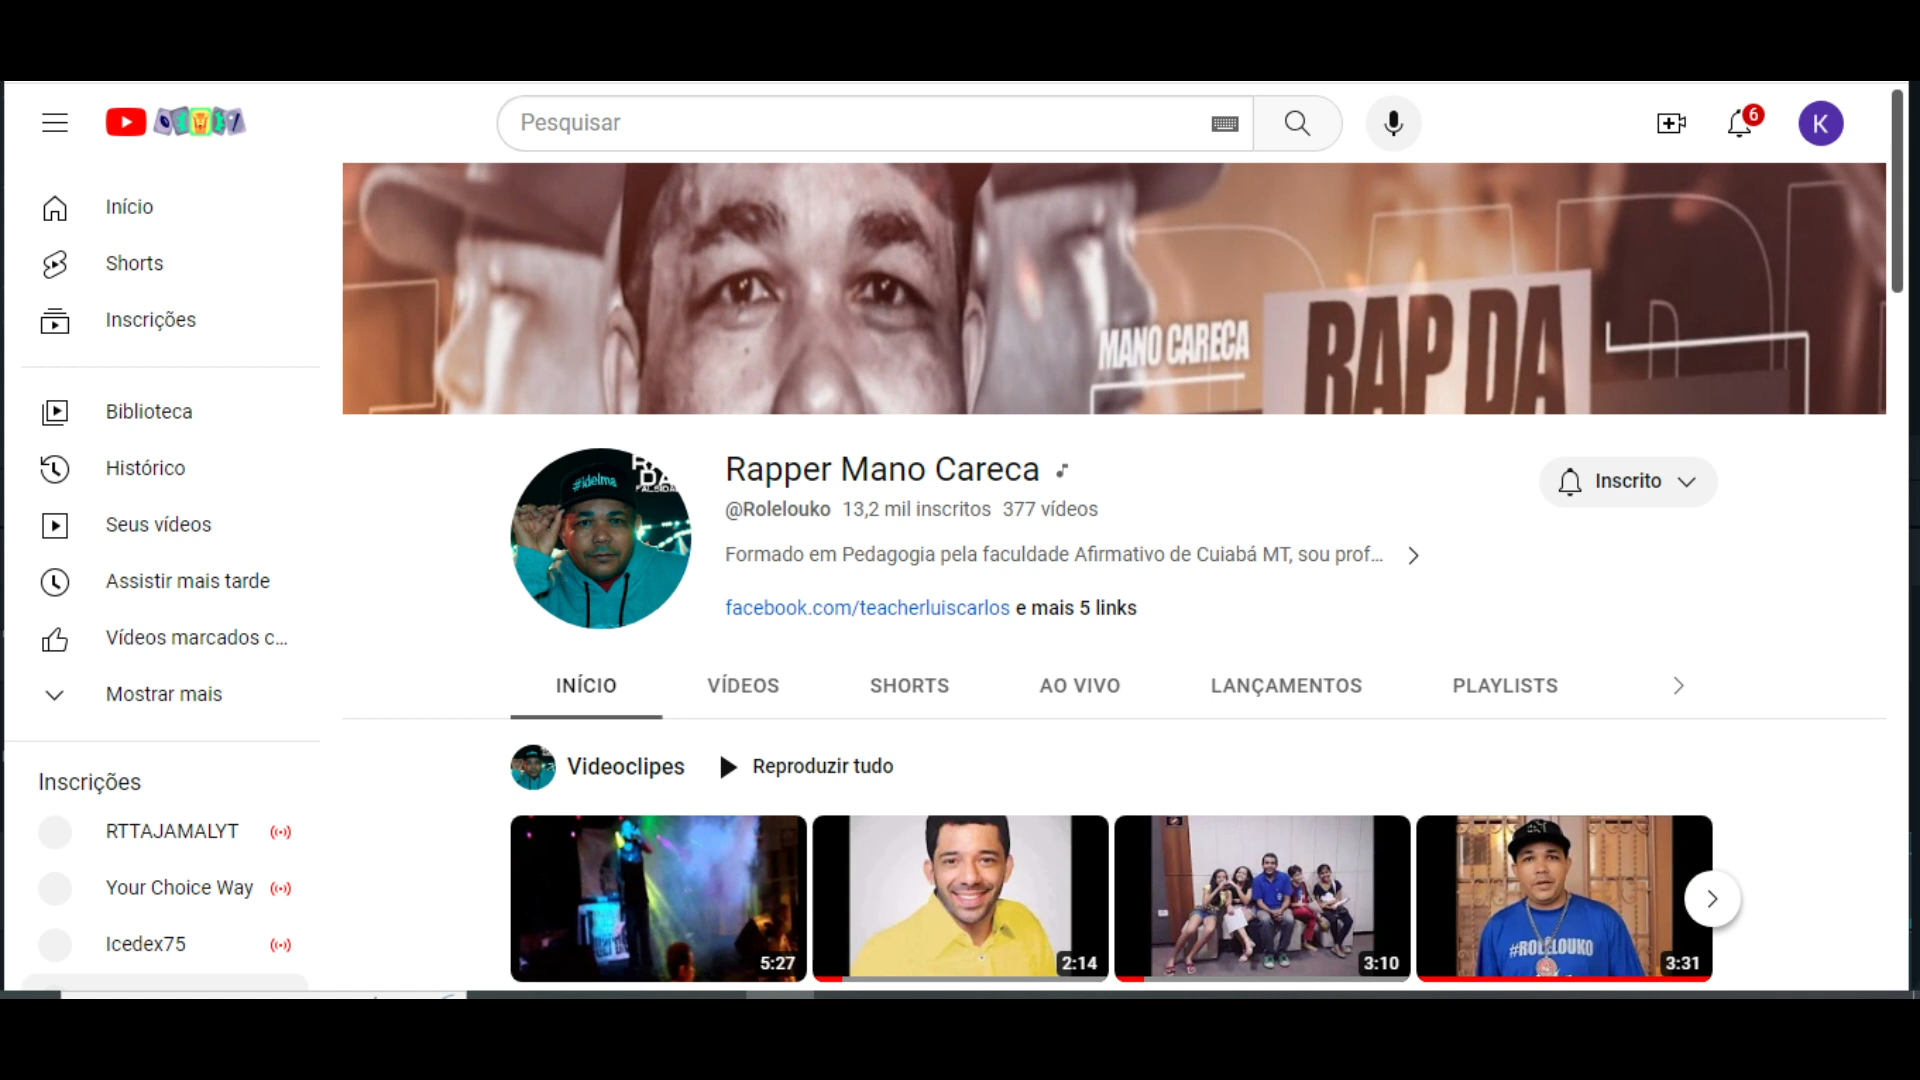 Pesquisar
6
K
Início
Shorts
Inscrições
Biblioteca
Histórico
Seus vídeos
Assistir mais tarde
Vídeos marcados c...
Mostrar mais
Inscrições
RTTAJAMALYT
Your Choice Way
Icedex75
MANO CARECA
RAP DA
#idelma
Rapper Mano Careca
@Rolelouko 13,2 mil inscritos 377 vídeos
Formado em Pedagogia pela faculdade Afirmativo de Cuiabá MT, sou prof...
facebook.com/teacherluiscarlos e mais 5 links
Inscrito
INÍCIO VÍDEOS SHORTS AO VIVO LANÇAMENTOS PLAYLISTS
Videoclipes Reproduzir tudo
5:27
2:14
3:10
#ROLÊLOUKO
3:31